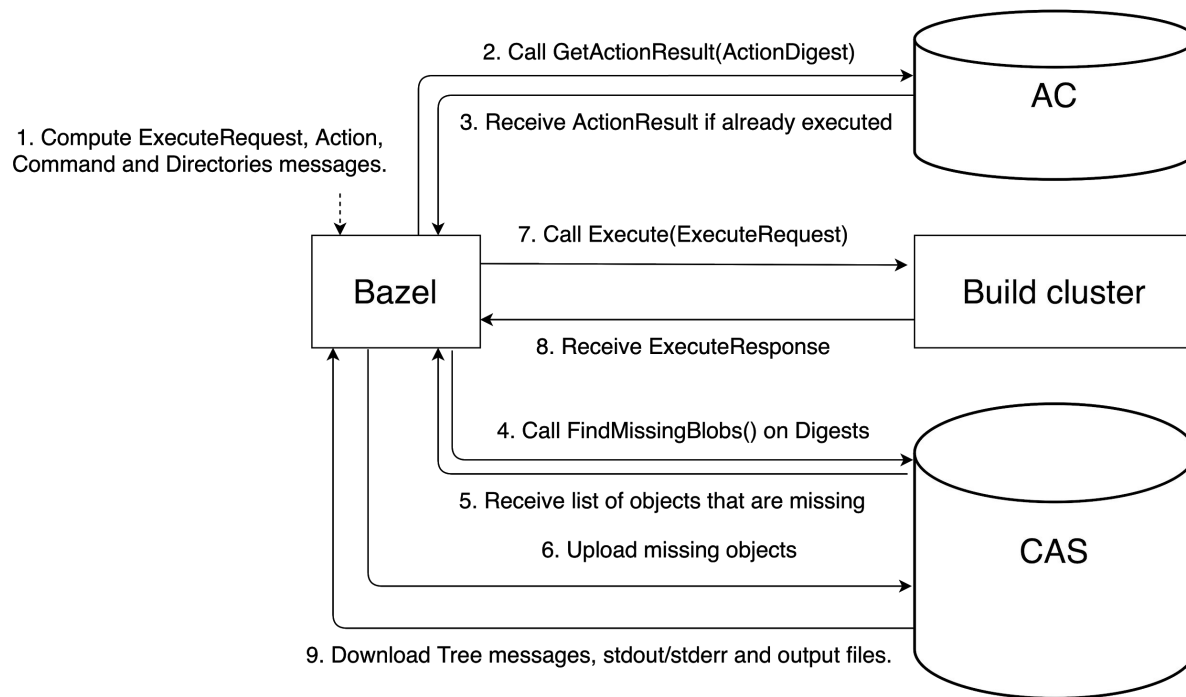 2. Call GetActionResult(ActionDigest)
AC
3. Receive ActionResult if already executed
1. Compute ExecuteRequest, Action,
Command and Directories messages.
7. Call Execute(ExecuteRequest)
Bazel
Build cluster
8. Receive ExecuteResponse
4. Call FindMissingBlobs() on Digests
5. Receive list of objects that are missing
6. Upload missing objects
CAS
9. Download Tree messages, stdout/stderr and output files.